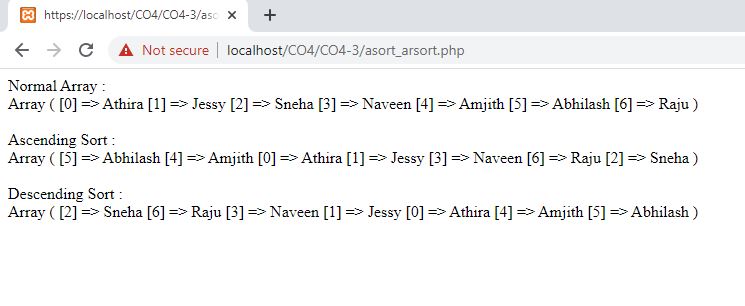 https://localhost/CO4/CO4-3/aso
Not secure
localhost/CO4/CO4-3/asort_arsort.php
Normal Array :
Array ( [0] => Athira [1] => Jessy [2] => Sneha [3] => Naveen [4] => Amjith [5] => Abhilash [6] => Raju )
Ascending Sort :
Array ( [5] => Abhilash [4] => Amjith [0] => Athira [1] => Jessy [3] => Naveen [6] => Raju [2] => Sneha )
Descending Sort :
Array ( [2] => Sneha [6] => Raju [3] => Naveen [1] => Jessy [0] => Athira [4] => Amjith [5] => Abhilash )